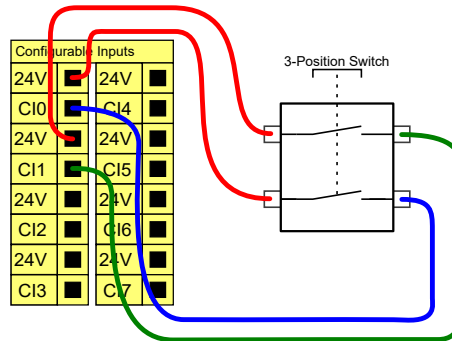 Configurable Inputs
24V 24V
CI0 CI4
24V 24V
CI1 CI5
24V 24V
CI2 CI6
24V 24V
CI3 CI7
3-Position Switch